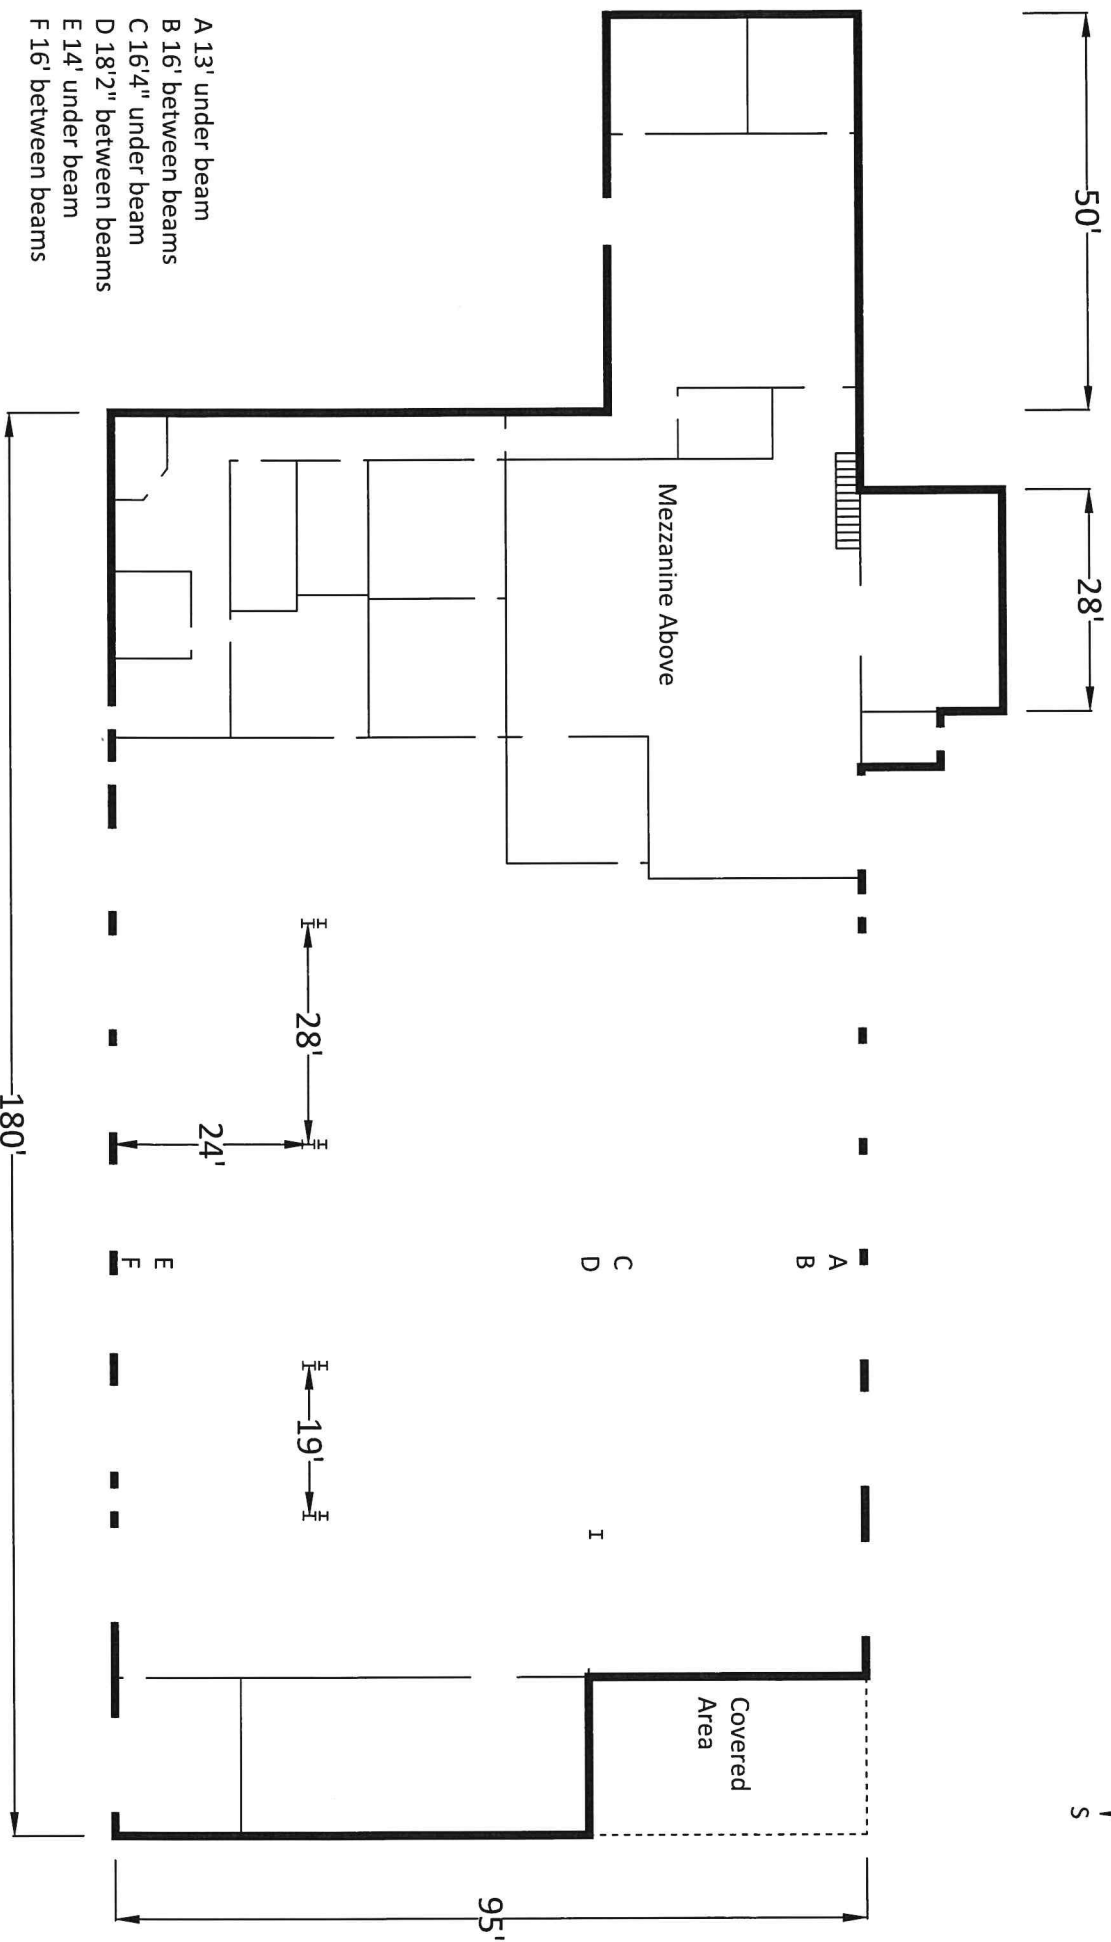 50'
28'
Mezzanine Above
28'
24'
19'
A
B
C
D
E
F
Covered
Area
S
95'
180'
A 13' under beam
B 16' between beams
C 16'4" under beam
D 18'2" between beams
E 14' under beam
F 16' between beams